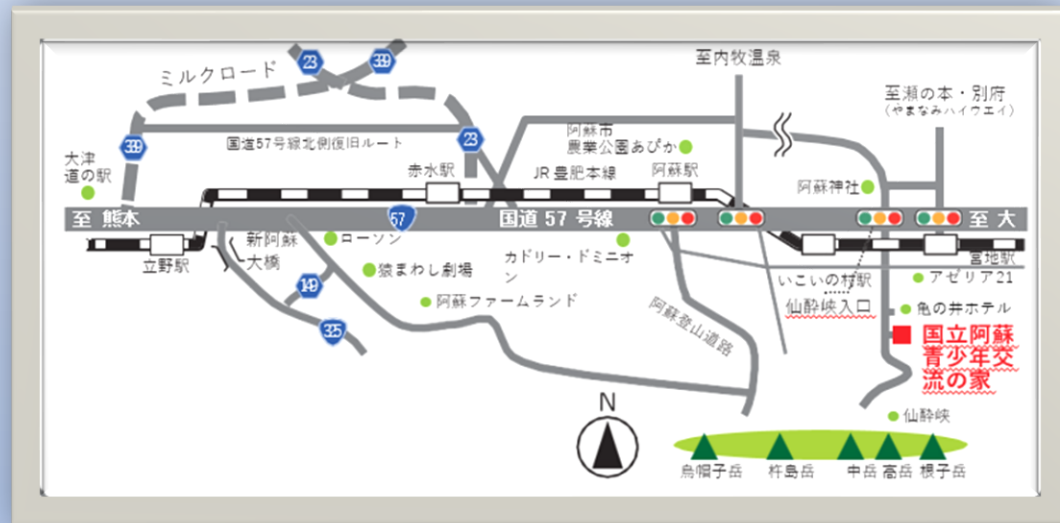 23
339
至内牧温泉
ミルクロード
至瀬の本・別府
(やまなみハイウエイ)
339
国道57号線北側復旧ルート
23
阿蘇市
農業公園あぴか
大津
道の駅
赤水駅
JR豊肥本線
阿蘇駅
阿蘇神社
至 熊本
57
国道 57 号線
至 大
立野駅
新阿蘇
大橋
ローソン
カドリー・ドミニオ
ン
いこいの村駅
宮地駅
猿まわし劇場
アゼリア21
149
阿蘇ファームランド
仙酔峡入口
亀の井ホテル
325
阿蘇登山道路
国立阿蘇
青少年交
流の家
N
仙酔峡
烏帽子岳
杵島岳
中岳
高岳
根子岳